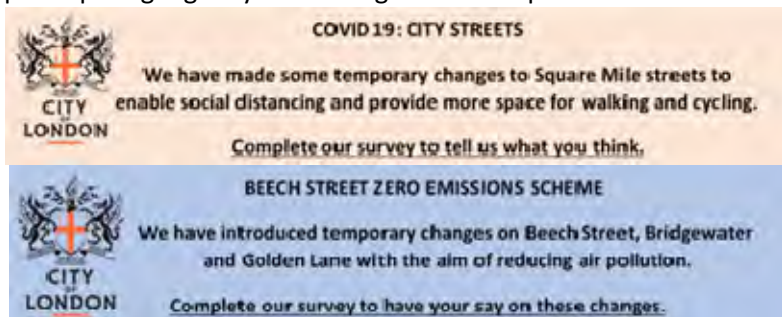 COVID 19: CITY STREETS
We have made some temporary changes to Square Mile streets to
enable social distancing and provide more space for walking and cycling.
Complete our survey to tell us what you think.
CITY
OF
LONDON
BEECH STREET ZERO EMISSIONS SCHEME
We have introduced temporary changes on Beech Street, Bridgewater
and Golden Lane with the aim of reducing air pollution.
Complete our survey to have your say on these changes.
CITY
LONDON